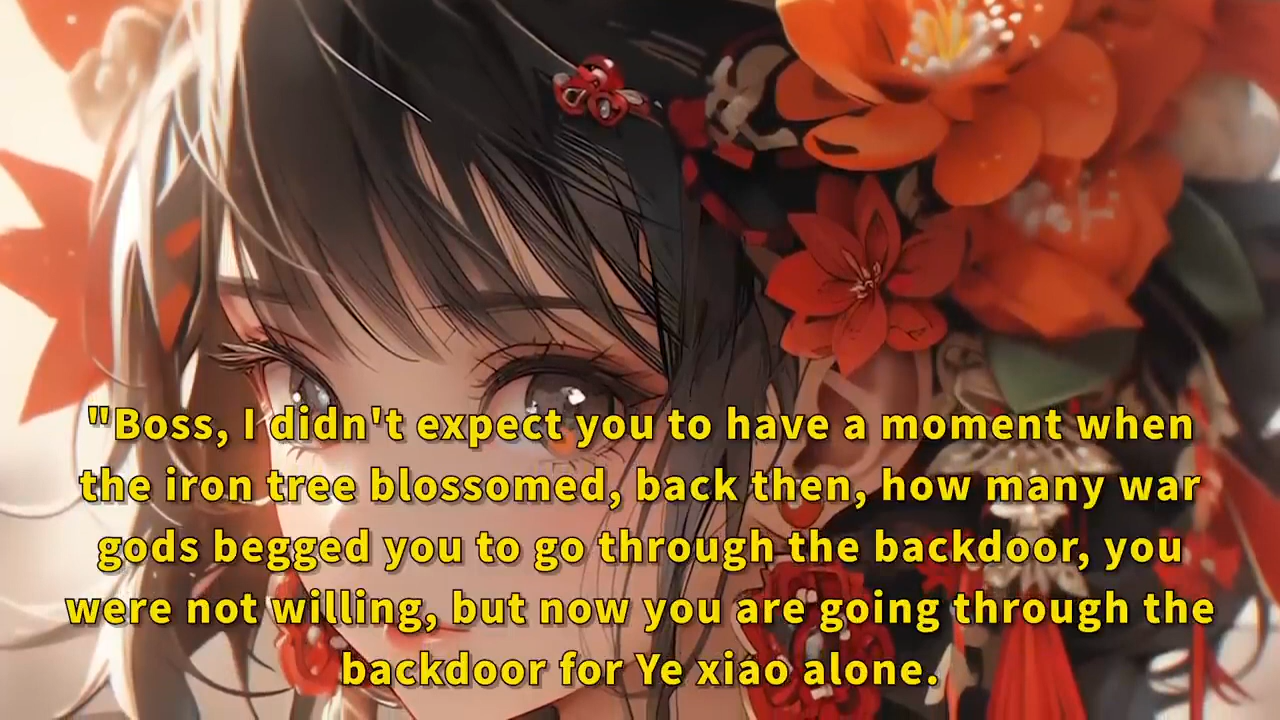 "Boss, I didn't expect you to have a moment when
the iron tree blossomed, back then, how many war
gods begged you to go through the backdoor, you
were not willing, but now you are going through the
backdoor for Ye xiao alone.